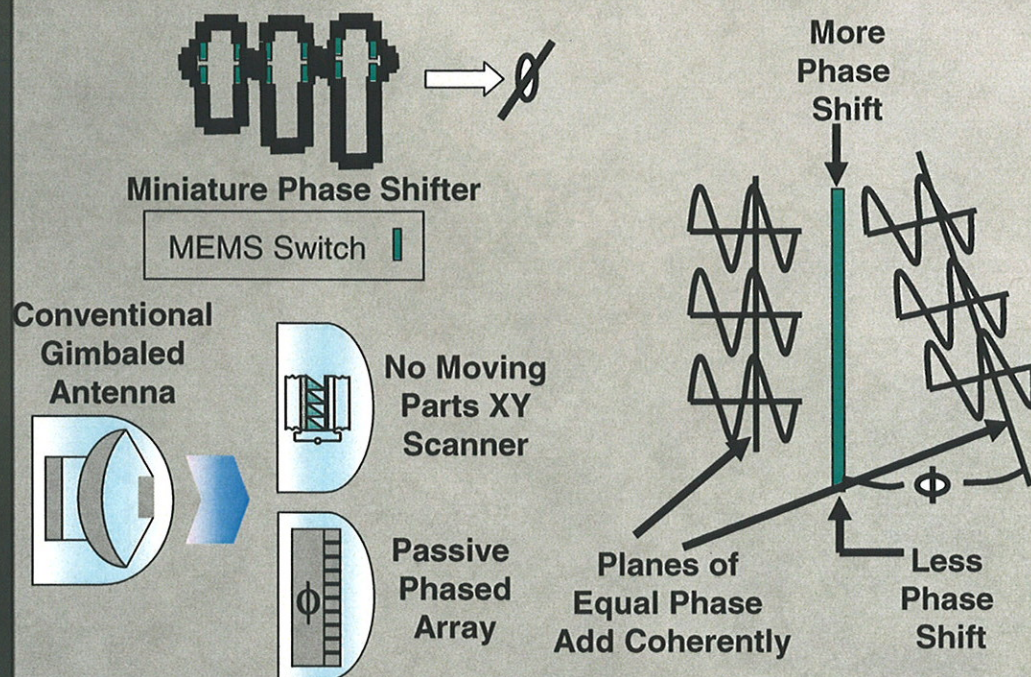 Miniature Phase Shifter
MEMS Switch
Conventional
Gimbaled
Antenna
No Moving
Parts XY
Scanner
ϕ
Passive
Phased
Array
More
Phase
Shift
Φ
Planes of
Equal Phase
Add Coherently
Less
Phase
Shift